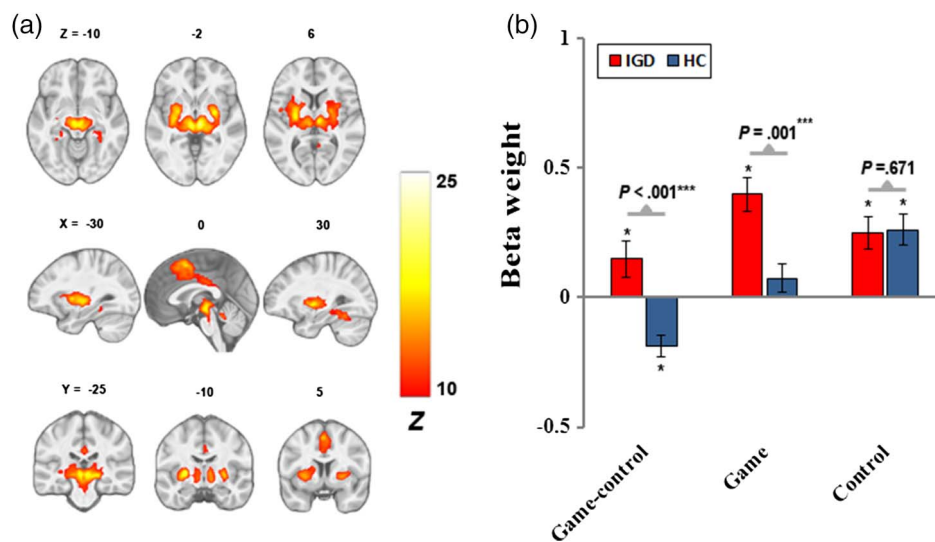 (a)
Z = -10 -2 6
X = -30 0 30
Y = -25 -10 5
25
10
Z
(b)
Beta weight
1
0.5
0
-0.5
IGD HC
P < .001***
P = .001***
P =.671
* * * * *
Game-control
Game
Control